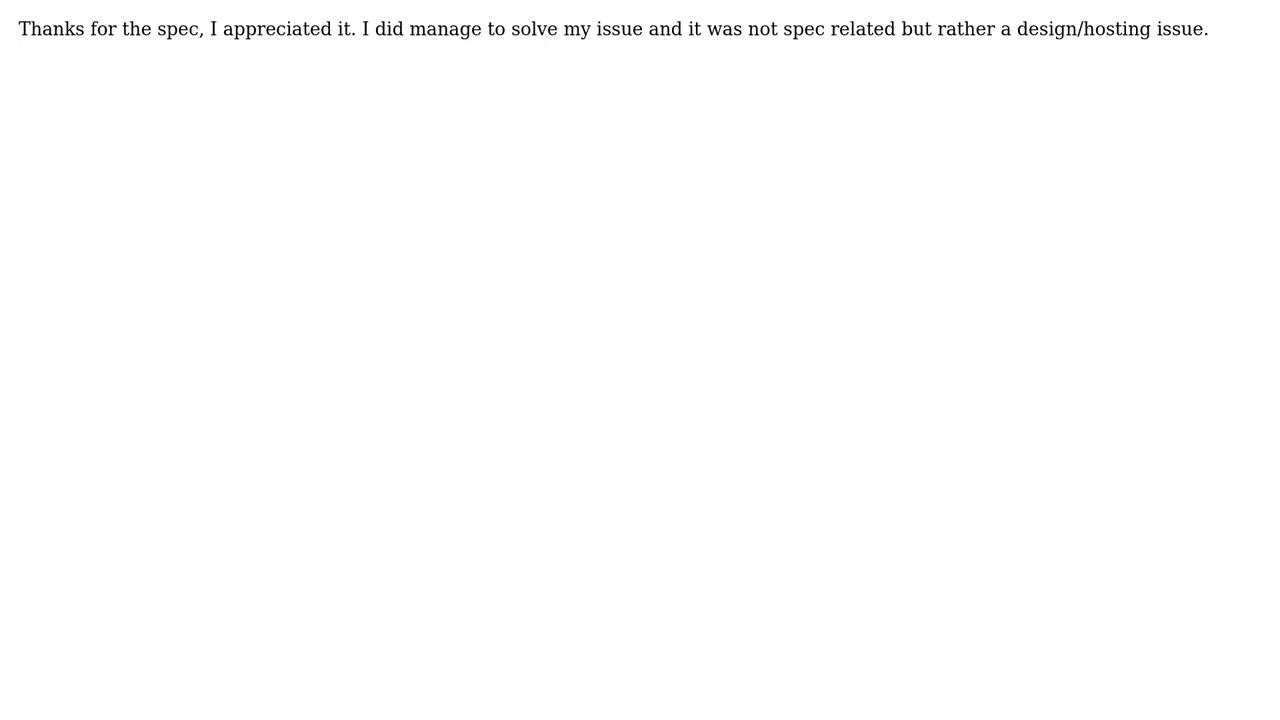 Thanks for the spec, I appreciated it. I did manage to solve my issue and it was not spec related but rather a design/hosting issue.